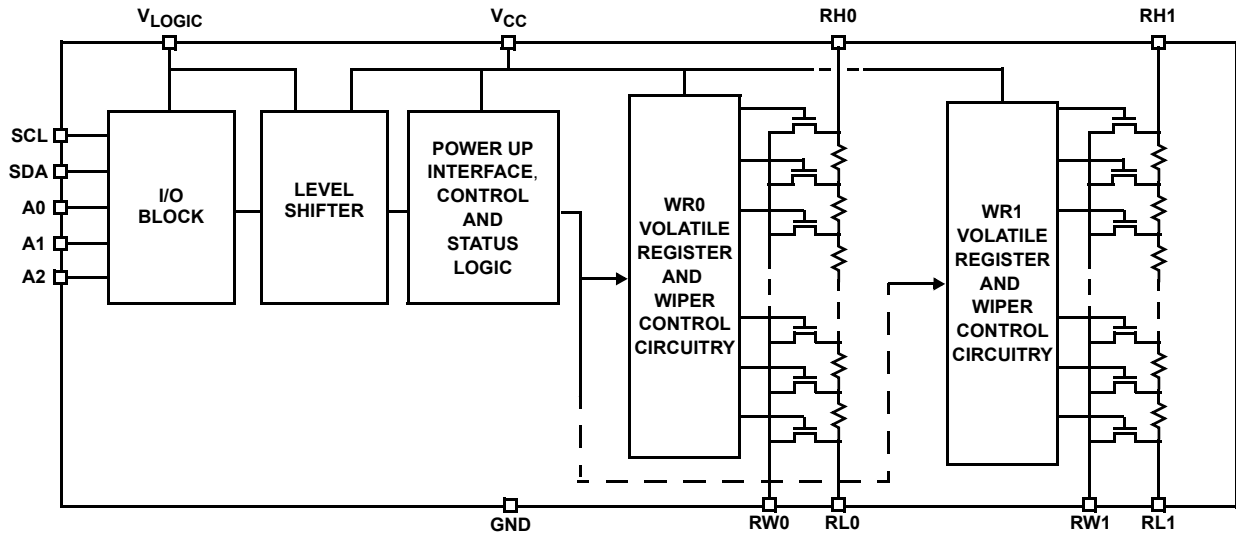 VLOGIC
VCC
RH0
RH1
SCL
SDA
A0
A1
A2
I/O
BLOCK
LEVEL
SHIFTER
POWER UP
INTERFACE,
CONTROL
AND
STATUS
LOGIC
WR0
VOLATILE
REGISTER
AND
WIPER
CONTROL
CIRCUITRY
WR1
VOLATILE
REGISTER
AND
WIPER
CONTROL
CIRCUITRY
GND
RW0
RL0
RW1
RL1